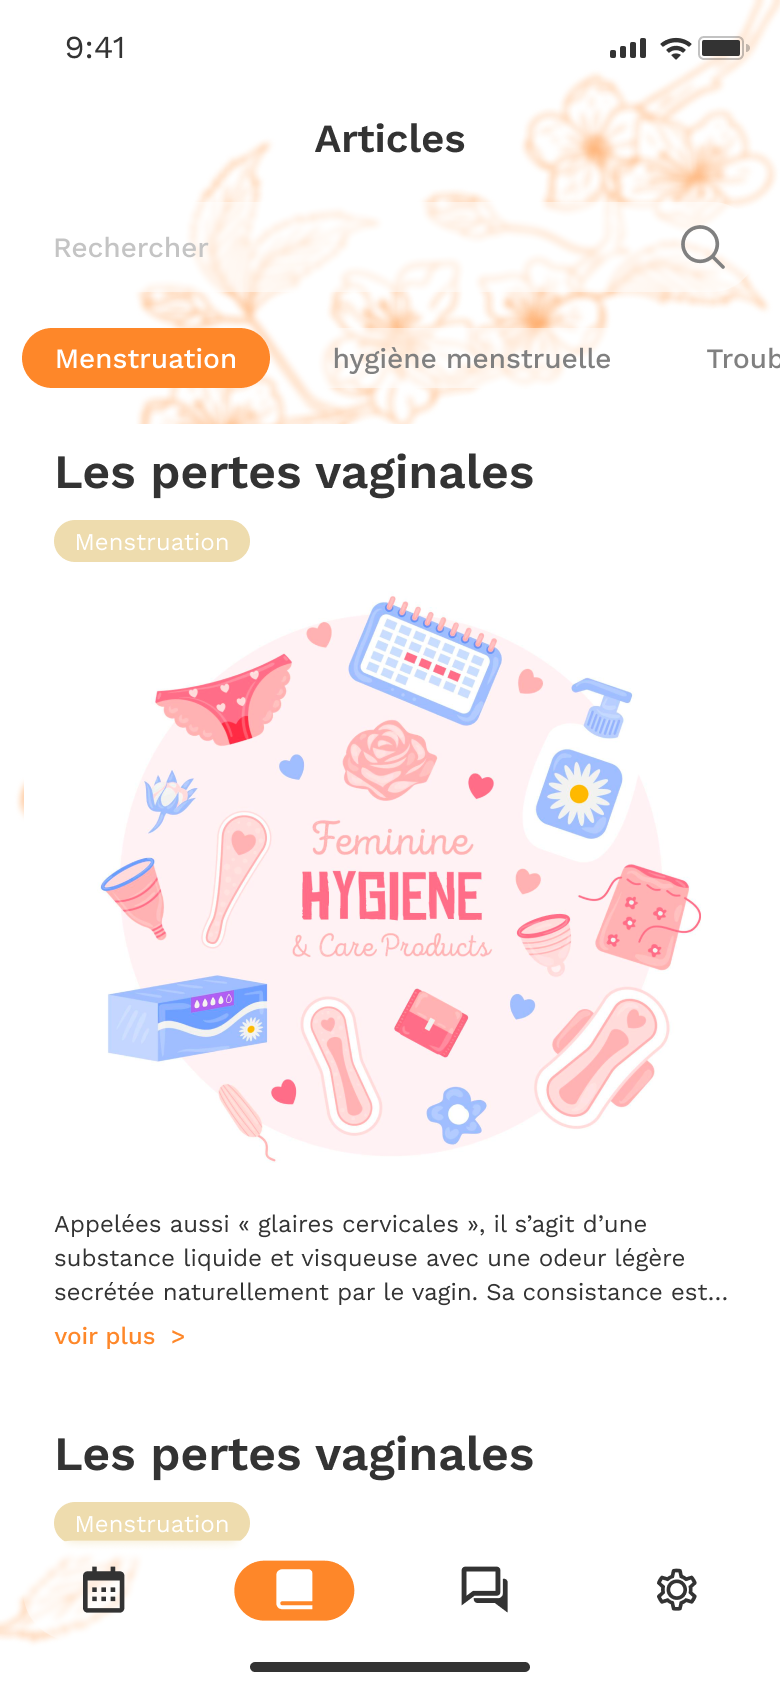 9:41
Articles
Rechercher
Menstruation hygiène menstruelle Troub
Les pertes vaginales
Menstruation
Feminine
HYGIENE
& Care Products
Appelées aussi « glaires cervicales », il s’agit d’une
substance liquide et visqueuse avec une odeur légère
secrétée naturellement par le vagin. Sa consistance est...
voir plus >
Les pertes vaginales
Menstruation